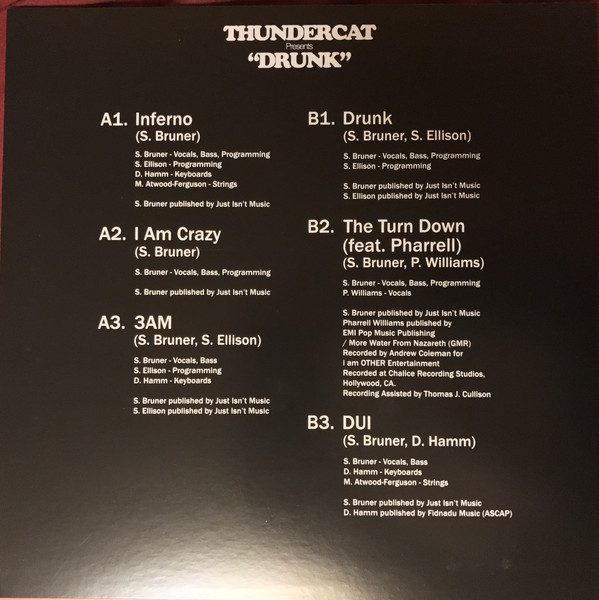 THUNDERCAT
Presents
“DRUNK”
A1. Inferno
(S. Bruner)
S. Bruner - Vocals, Bass, Programming
S. Ellison - Programming
D. Hamm - Keyboards
M. Atwood-Ferguson - Strings
S. Bruner published by Just Isn't Music
A2. I Am Crazy
(S. Bruner)
S. Bruner - Vocals, Bass, Programming
S. Bruner published by Just Isn't Music
A3. 3AM
(S. Bruner, S. Ellison)
S. Bruner - Vocals, Bass
S. Ellison - Programming
D. Hamm - Keyboards
S. Bruner published by Just Isn't Music
S. Ellison published by Just Isn't Music
B1. Drunk
(S. Bruner, S. Ellison)
S. Bruner - Vocals, Bass, Programming
S. Ellison - Programming
S. Bruner published by Just Isn't Music
S. Ellison published by Just Isn't Music
B2. The Turn Down
(feat. Pharrell)
(S. Bruner, P. Williams)
S. Bruner - Vocals, Bass, Programming
P. Williams - Vocals
S. Bruner published by Just Isn't Music
Pharrell Williams published by
EMI Pop Music Publishing
/ More Water From Nazareth (GMR)
Recorded by Andrew Coleman for
I am OTHER Entertainment
Recorded at Chalice Recording Studios,
Hollywood, CA.
Recording Assisted by Thomas J. Cullison
B3. DUI
(S. Bruner, D. Hamm)
S. Bruner - Vocals, Bass
D. Hamm - Keyboards
M. Atwood-Ferguson - Strings
S. Bruner published by Just Isn't Music
D. Hamm published by Fidnadu Music (ASCAP)